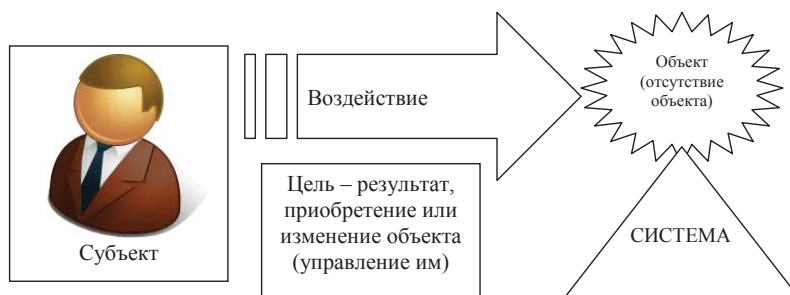 Субъект
Воздействие
Цель – результат,
приобретение или
изменение объекта
(управление им)
Объект
(отсутствие
объекта)
СИСТЕМА